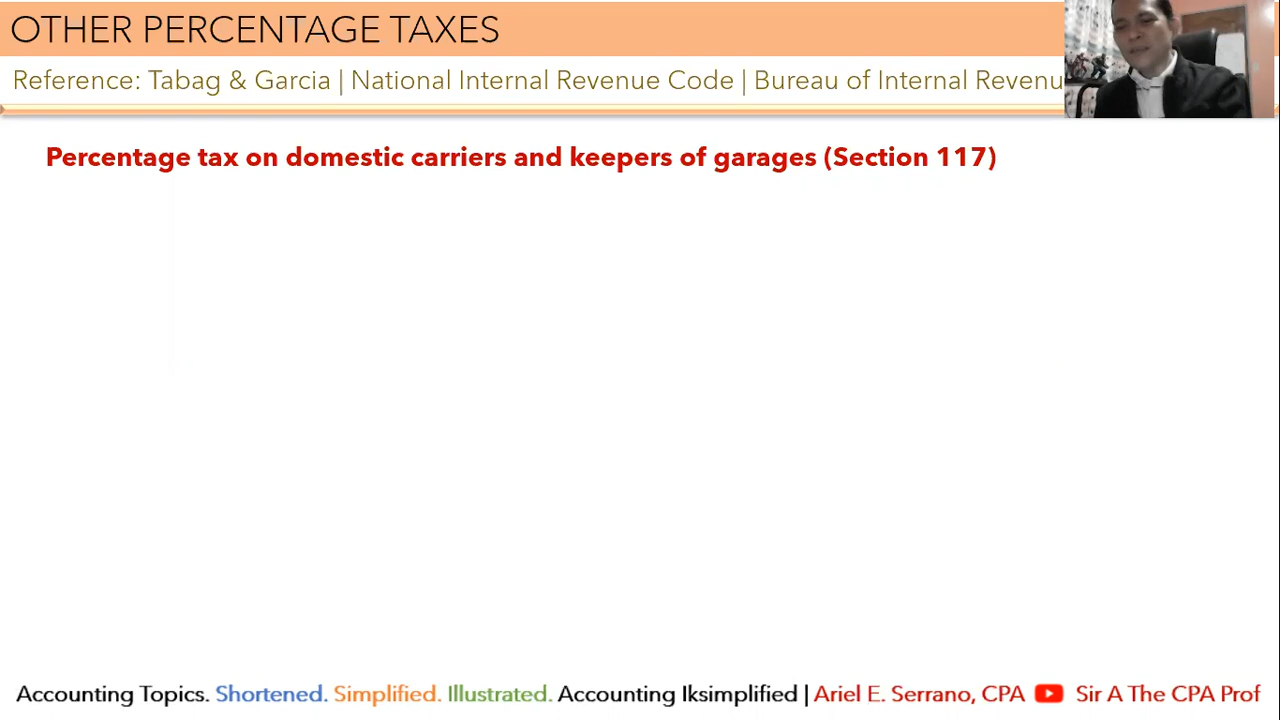 OTHER PERCENTAGE TAXES
Reference: Tabag & Garcia | National Internal Revenue Code | Bureau of Internal Revenu
Percentage tax on domestic carriers and keepers of garages (Section 117)
Accounting Topics. Shortened. Simplified. Illustrated. Accounting Iksimplified | Ariel E. Serrano, CPA Sir A The CPA Prof